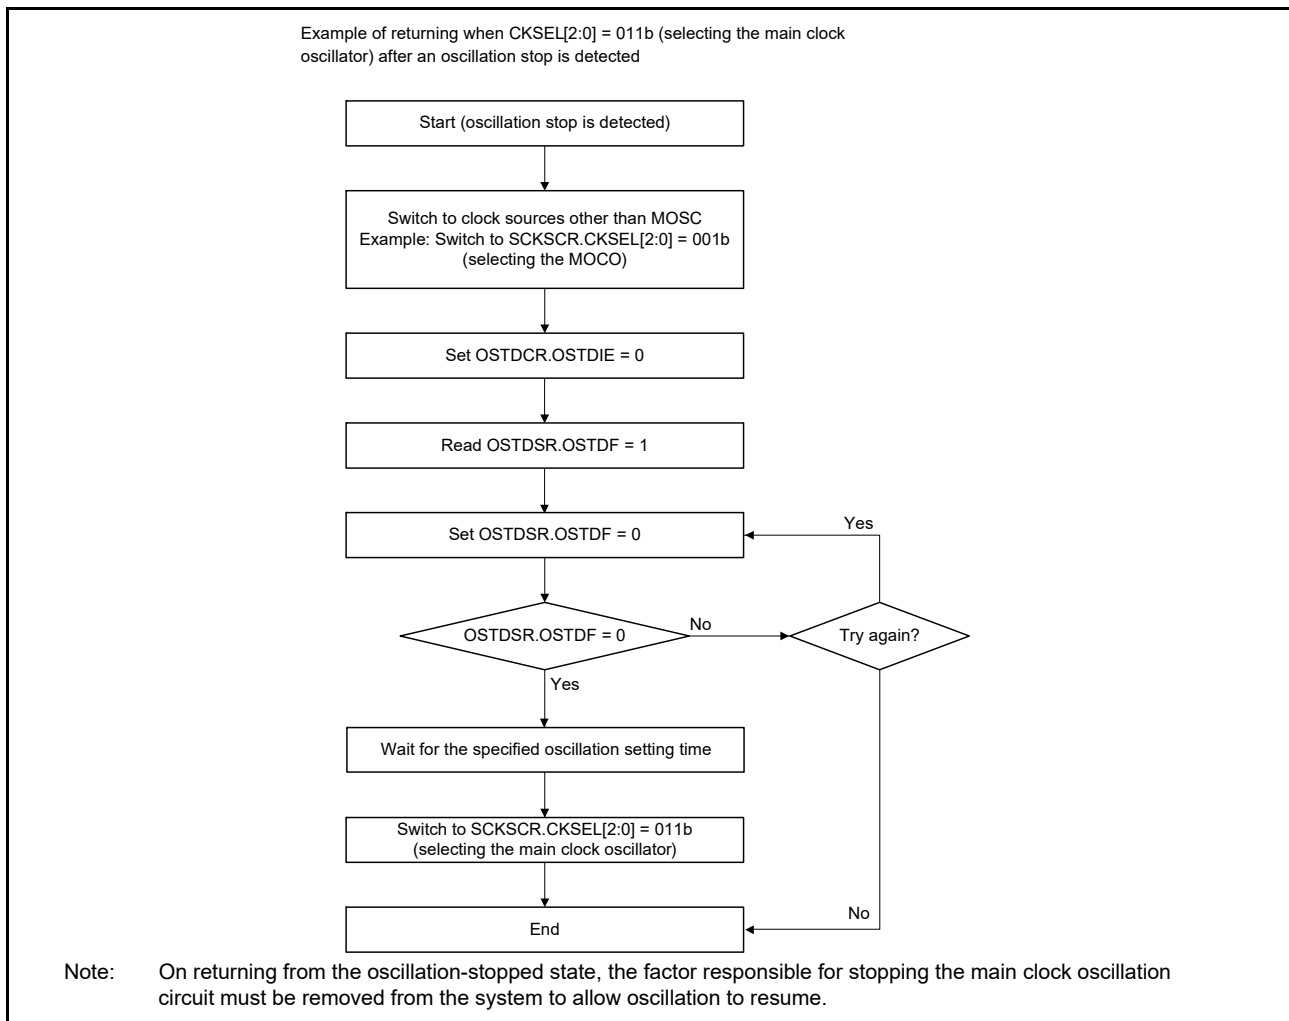 Example of returning when CKSEL[2:0] = 011b (selecting the main clock
oscillator) after an oscillation stop is detected
Start (oscillation stop is detected)
Switch to clock sources other than MOSC
Example: Switch to SCKSCR.CKSEL[2:0] = 001b
(selecting the MOCO)
Set OSTDCR.OSTDIE = 0
Read OSTDSR.OSTDF = 1
Set OSTDSR.OSTDF = 0
Yes
OSTDSR.OSTDF = 0
No
Try again?
Yes
Wait for the specified oscillation setting time
Switch to SCKSCR.CKSEL[2:0] = 011b
(selecting the main clock oscillator)
No
End
Note: On returning from the oscillation-stopped state, the factor responsible for stopping the main clock oscillation
circuit must be removed from the system to allow oscillation to resume.